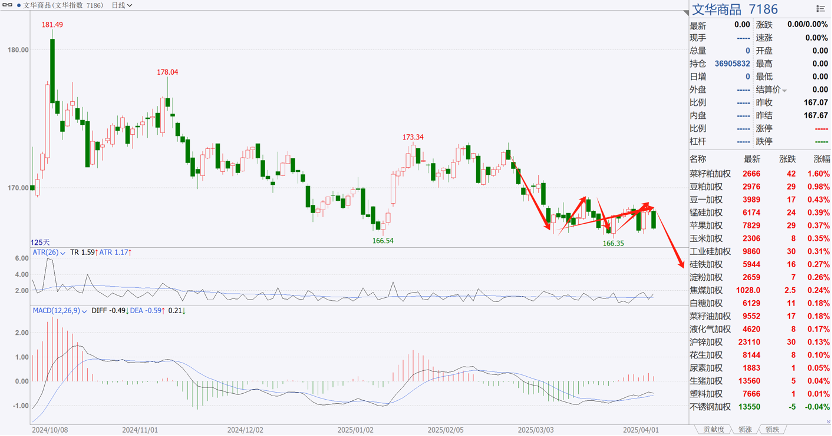 文华商品(文华指数 7186) 日线
文华商品 7186
181.49
180.00
178.04
173.34
170.00
166.54
166.35
125天
最新 0.00 涨跌 0.00/0.00%
现手 ----- 速涨 0.00%
总量 0 开盘 0.00
持仓 36905832 最高 0.00
日增 0 最低 0.00
外盘 ----- 结算价 0.00
比例 ----- 昨收 167.07
内盘 ----- 昨结 167.67
比例 ----- 涨停 -----
杠杆 ----- 跌停 -----
名称 最新 涨跌 涨幅
菜籽粕加权 2666 42 1.60%
豆粕加权 2976 29 0.98%
豆一加权 3989 17 0.43%
锰硅加权 6174 24 0.39%
苹果加权 7829 29 0.37%
玉米加权 2306 8 0.35%
工业硅加权 9860 30 0.31%
硅铁加权 5944 16 0.27%
淀粉加权 2659 7 0.26%
焦煤加权 1028.0 2.5 0.24%
白糖加权 6129 11 0.18%
菜籽油加权 9552 17 0.18%
液化气加权 4620 8 0.17%
沪锌加权 23110 30 0.13%
花生加权 8144 8 0.10%
尿素加权 1883 1 0.05%
生猪加权 13560 5 0.04%
塑料加权 7666 1 0.01%
不锈钢加权 13550 -5 -0.04%
贡献度 领涨 领跌
ATR(26) TR 1.59↑ ATR 1.17↑
6.00
4.00
2.00
MACD(12,26,9) DIFF -0.49↓ DEA -0.59↑ 0.21↓
2.00
1.00
0.00
-1.00
2024/10/08 2024/11/01 2024/12/02 2025/01/02 2025/02/05 2025/03/03 2025/04/01